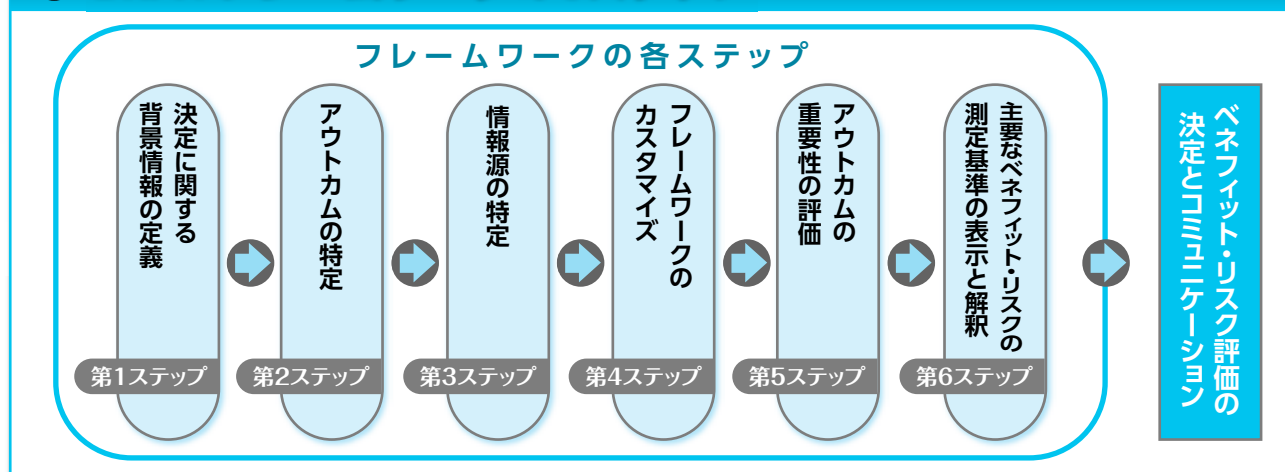 フレームワークの各ステップ
決定に関する
背景情報の定義
第1ステップ
アウトカムの特定
第2ステップ
情報源の特定
第3ステップ
フレームワークの
カスタマイズ
第4ステップ
アウトカムの
重要性の評価
第5ステップ
主要なベネフィット・リスクの
測定基準の表示と解釈
第6ステップ
ベネフィット・リスク評価の
決定とコミュニケーション